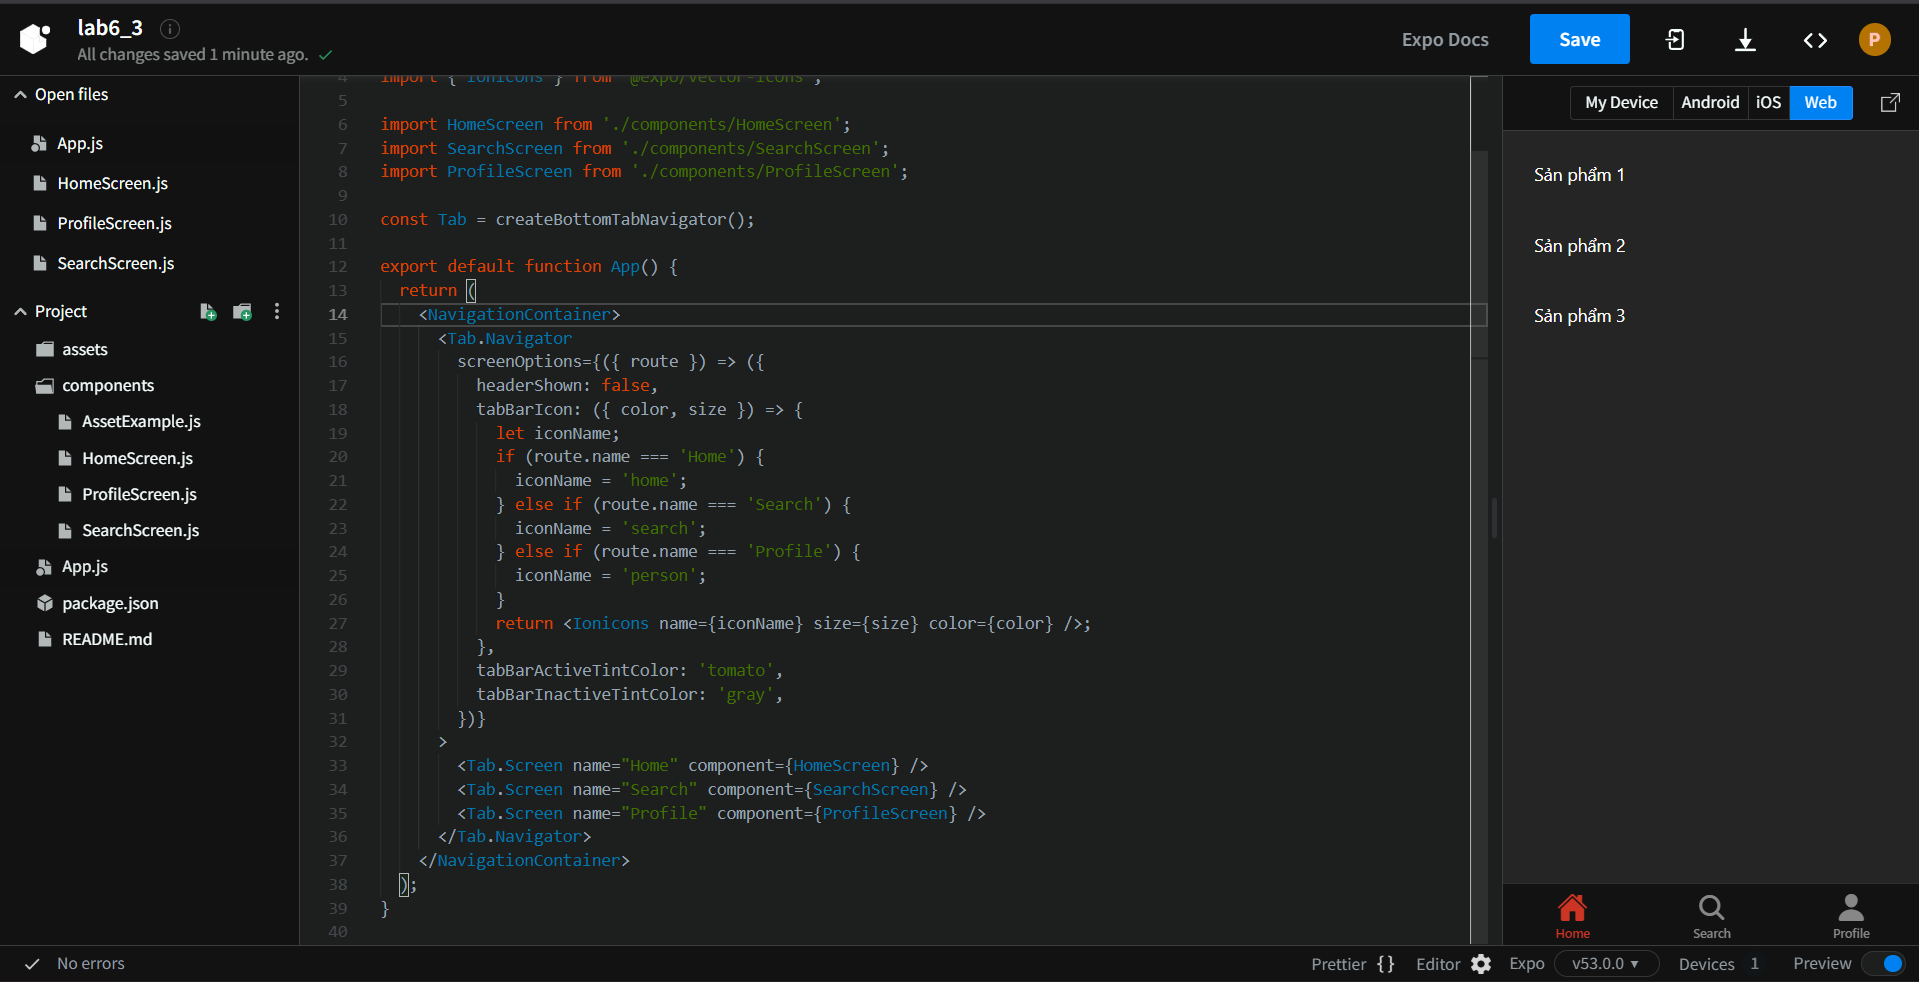 lab6_3
All changes saved 1 minute ago.
Expo Docs
Save
P
Open files
App.js
HomeScreen.js
ProfileScreen.js
SearchScreen.js
Project
assets
components
AssetExample.js
HomeScreen.js
ProfileScreen.js
SearchScreen.js
App.js
package.json
README.md
4 import { Ionicons } from '@expo/vector-icons';
5
6 import HomeScreen from './components/HomeScreen';
7 import SearchScreen from './components/SearchScreen';
8 import ProfileScreen from './components/ProfileScreen';
9
10 const Tab = createBottomTabNavigator();
11
12 export default function App() {
13 return (
14 <NavigationContainer>
15 <Tab.Navigator
16 screenOptions={({ route }) => ({
17 headerShown: false,
18 tabBarIcon: ({ color, size }) => {
19 let iconName;
20 if (route.name === 'Home') {
21 iconName = 'home';
22 } else if (route.name === 'Search') {
23 iconName = 'search';
24 } else if (route.name === 'Profile') {
25 iconName = 'person';
26 }
27 return <Ionicons name={iconName} size={size} color={color} />;
28 },
29 tabBarActiveTintColor: 'tomato',
30 tabBarInactiveTintColor: 'gray',
31 })}
32 >
33 <Tab.Screen name="Home" component={HomeScreen} />
34 <Tab.Screen name="Search" component={SearchScreen} />
35 <Tab.Screen name="Profile" component={ProfileScreen} />
36 </Tab.Navigator>
37 </NavigationContainer>
38 );
39 }
40
My Device Android iOS Web
Sản phẩm 1
Sản phẩm 2
Sản phẩm 3
Home Search Profile
No errors
Prettier {} Editor Expo v53.0.0 Devices 1 Preview